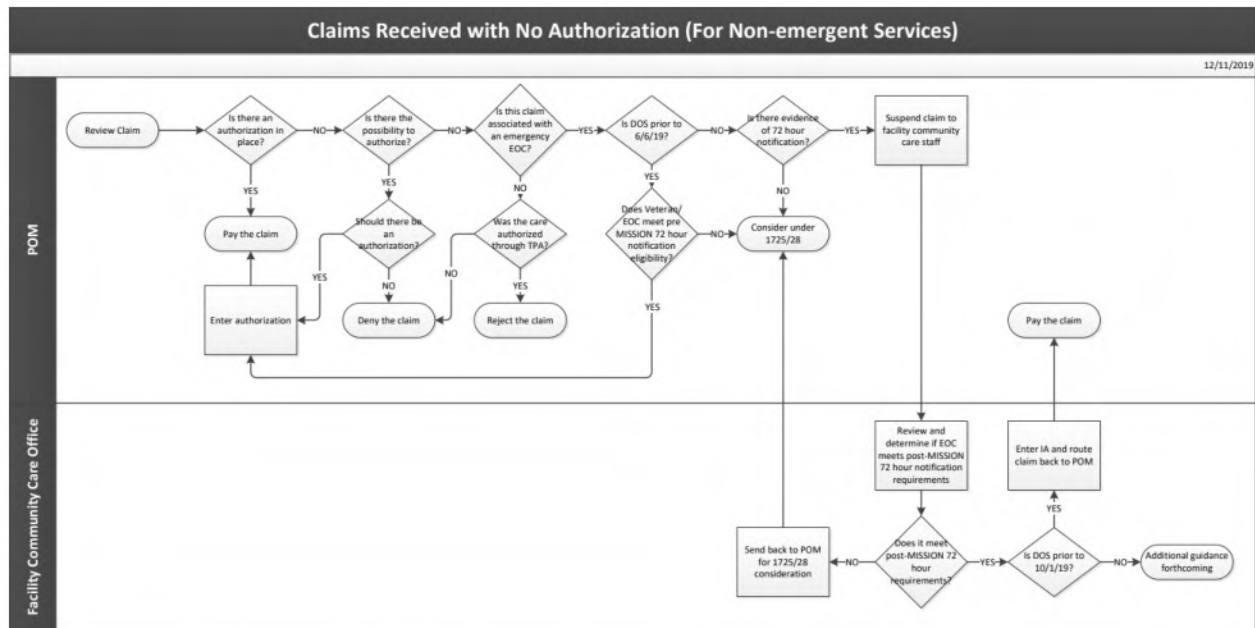 Claims Received with No Authorization (For Non-emergent Services)
12/11/2019
POM
Review Claim
Is there an
authorization in
place?
NO
Is there the
possibility to
authorize?
NO
Is this claim
associated with
an emergency
EOC?
YES
Is DOS prior to
6/6/19?
NO
Is there evidence
of 72 hour
notification?
YES
Suspend claim to
facility community
care staff
YES
YES
NO
YES
NO
Pay the claim
Should there be
an
authorization?
Was the care
authorized
through TPA?
Does Veteran/
EOC meet pre
MISSION 72 hour
notification
eligibility?
NO
Consider under
1725/28
YES
NO
NO
YES
YES
Enter authorization
Deny the claim
Reject the claim
Pay the claim
Facility Community Care Office
Review and
determine if EOC
meets post-MISSION
72 hour notification
requirements
Enter IA and route
claim back to POM
YES
Send back to POM
for 1725/28
consideration
NO
Does it meet
post-MISSION 72
hour
requirements?
YES
Is DOS prior to
10/1/19?
NO
Additional guidance
forthcoming